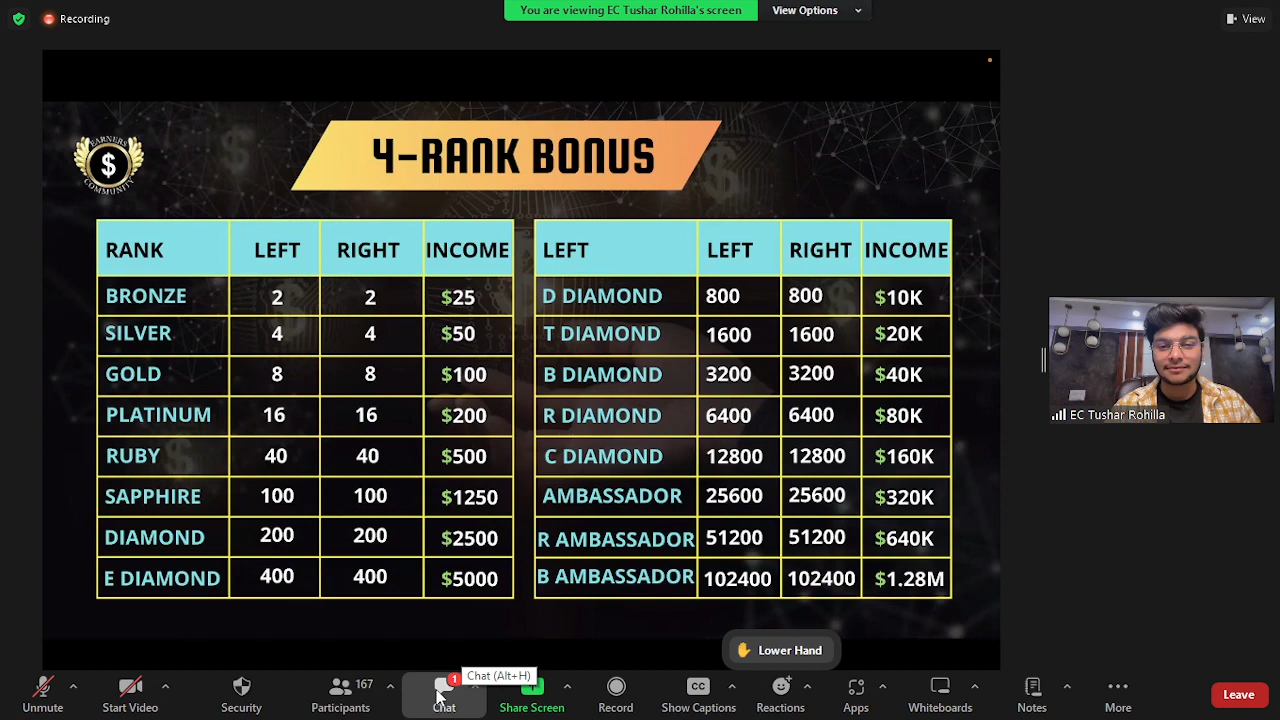 Recording
You are viewing EC Tushar Rohilla's screen
View Options
View
EARNERS
$
COMMUNITY
4-RANK BONUS
RANK LEFT RIGHT INCOME
BRONZE 2 2 $25
SILVER 4 4 $50
GOLD 8 8 $100
PLATINUM 16 16 $200
RUBY 40 40 $500
SAPPHIRE 100 100 $1250
DIAMOND 200 200 $2500
E DIAMOND 400 400 $5000
LEFT LEFT RIGHT INCOME
D DIAMOND 800 800 $10K
T DIAMOND 1600 1600 $20K
B DIAMOND 3200 3200 $40K
R DIAMOND 6400 6400 $80K
C DIAMOND 12800 12800 $160K
AMBASSADOR 25600 25600 $320K
R AMBASSADOR 51200 51200 $640K
B AMBASSADOR 102400 102400 $1.28M
EC Tushar Rohilla
Lower Hand
Chat (Alt+H)
1
167
CC
Unmute Start Video Security Participants Chat Share Screen Record Show Captions Reactions Apps Whiteboards Notes More
Leave